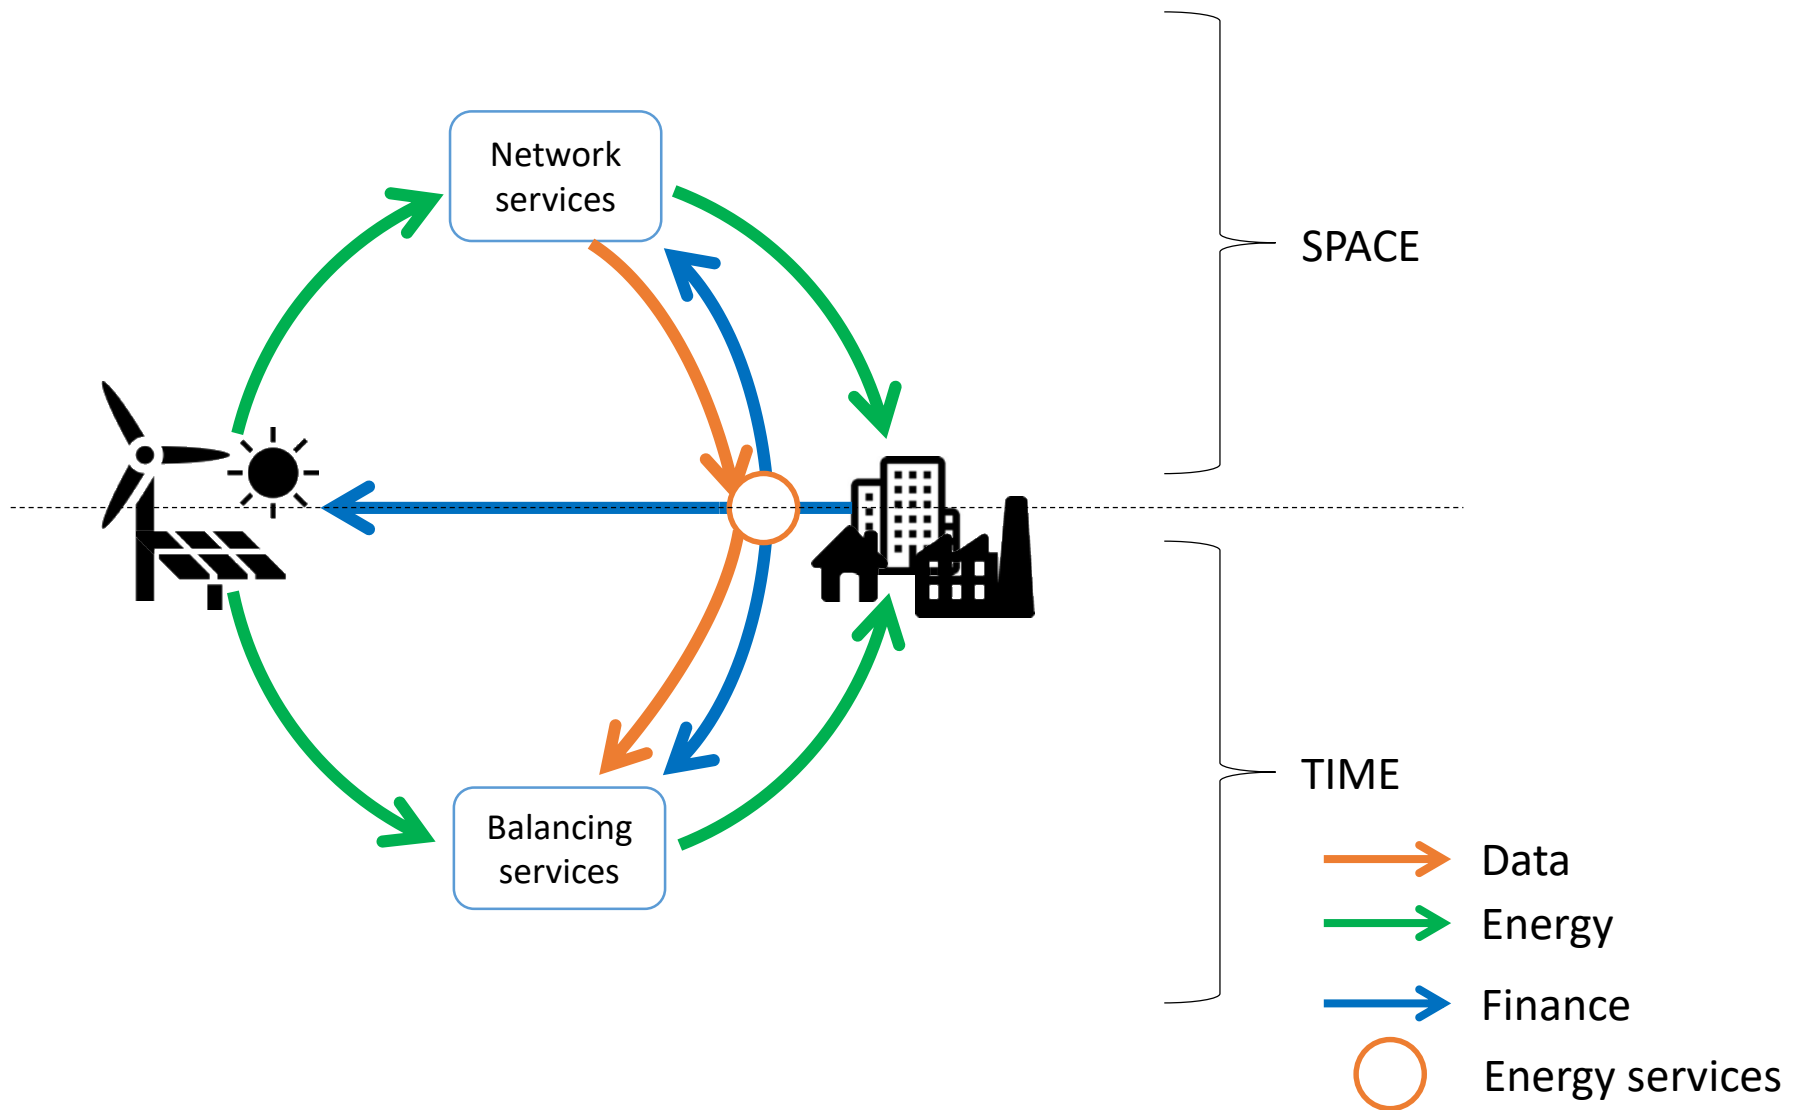 Network
services
SPACE
TIME
Balancing
services
Data
Energy
Finance
Energy services